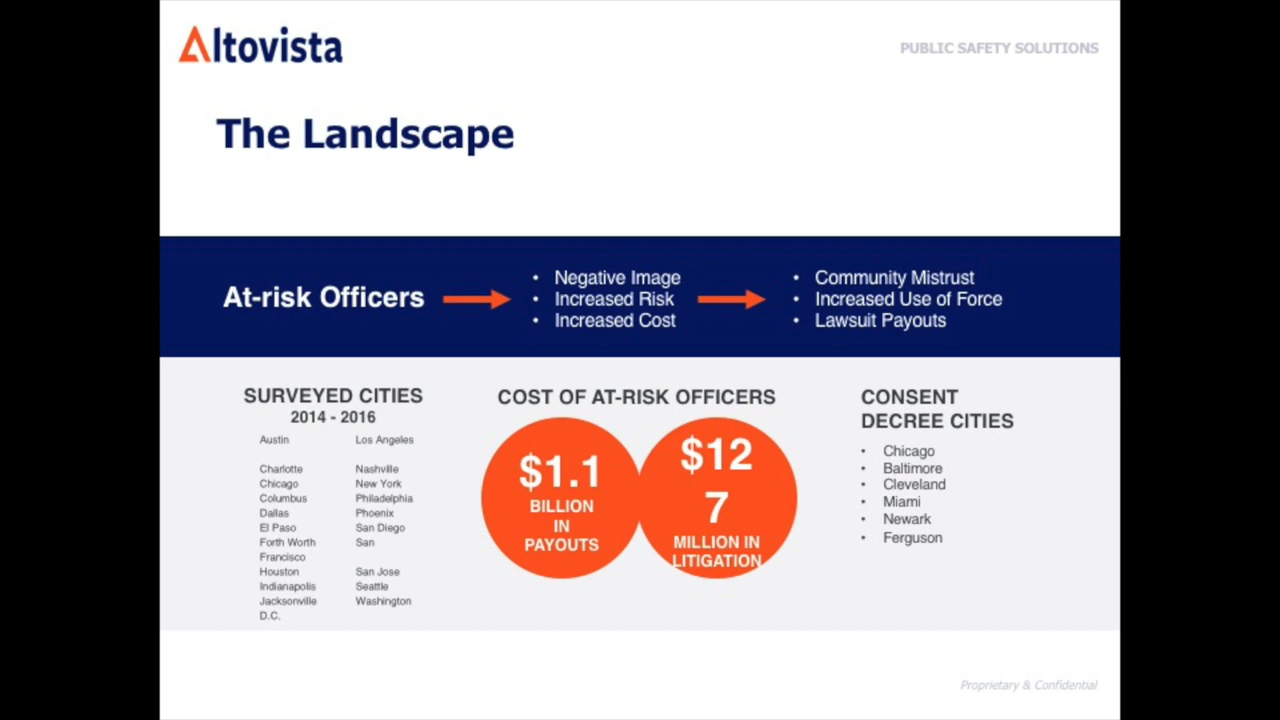 Altovista
PUBLIC SAFETY SOLUTIONS
The Landscape
At-risk Officers
• Negative Image
• Increased Risk
• Increased Cost
• Community Mistrust
• Increased Use of Force
• Lawsuit Payouts
SURVEYED CITIES
2014 - 2016
Austin Los Angeles
Charlotte Nashville
Chicago New York
Columbus Philadelphia
Dallas Phoenix
El Paso San Diego
Forth Worth San
Francisco
Houston San Jose
Indianapolis Seattle
Jacksonville Washington
D.C.
COST OF AT-RISK OFFICERS
$1.1
BILLION
IN
PAYOUTS
$12
7
MILLION IN
LITIGATION
CONSENT
DECREE CITIES
• Chicago
• Baltimore
• Cleveland
• Miami
• Newark
• Ferguson
Proprietary & Confidential